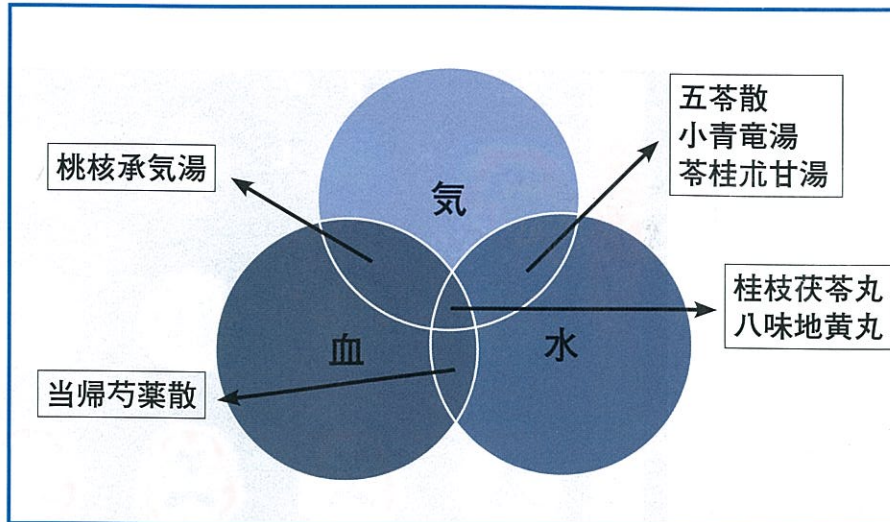 桃核承気湯
気
五苓散
小青竜湯
苓桂朮甘湯
血
水
桂枝茯苓丸
八味地黄丸
当帰芍薬散